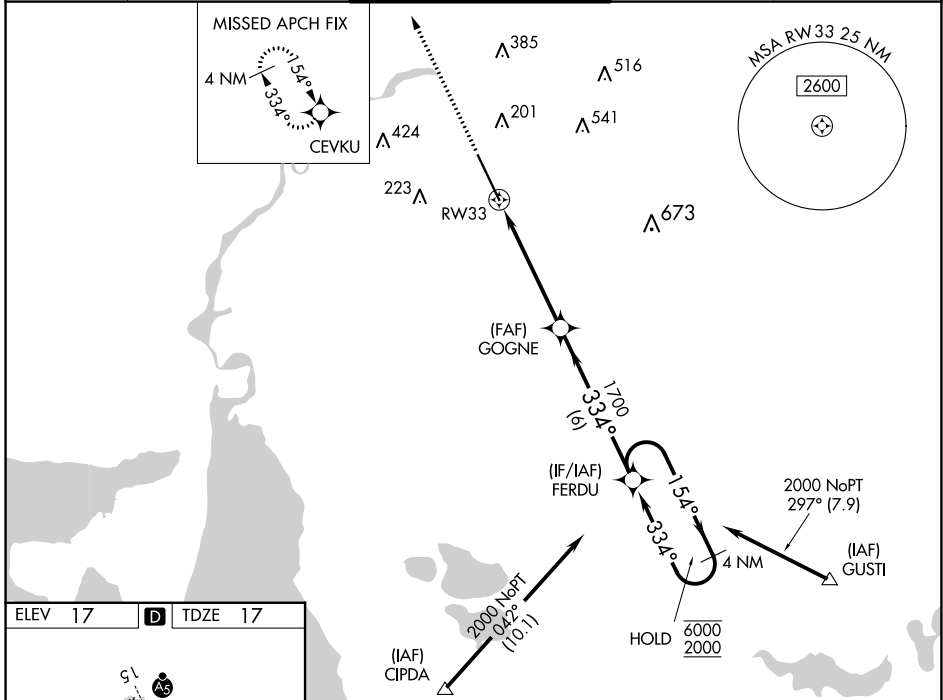 MISSED APCH FIX
4 NM
154°
334°
CEVKU
385
516
201
541
424
223
673
RW33
MSA RW33 25 NM
2600
(FAF)
GOGNE
1700
334°
(6)
(IF/IAF)
FERDU
154°
334°
4 NM
2000 NoPT
297° (7.9)
(IAF)
GUSTI
HOLD
6000
2000
2000 NoPT
042°
(10.1)
(IAF)
CIPDA
ELEV 17
D
TDZE 17
15
A5